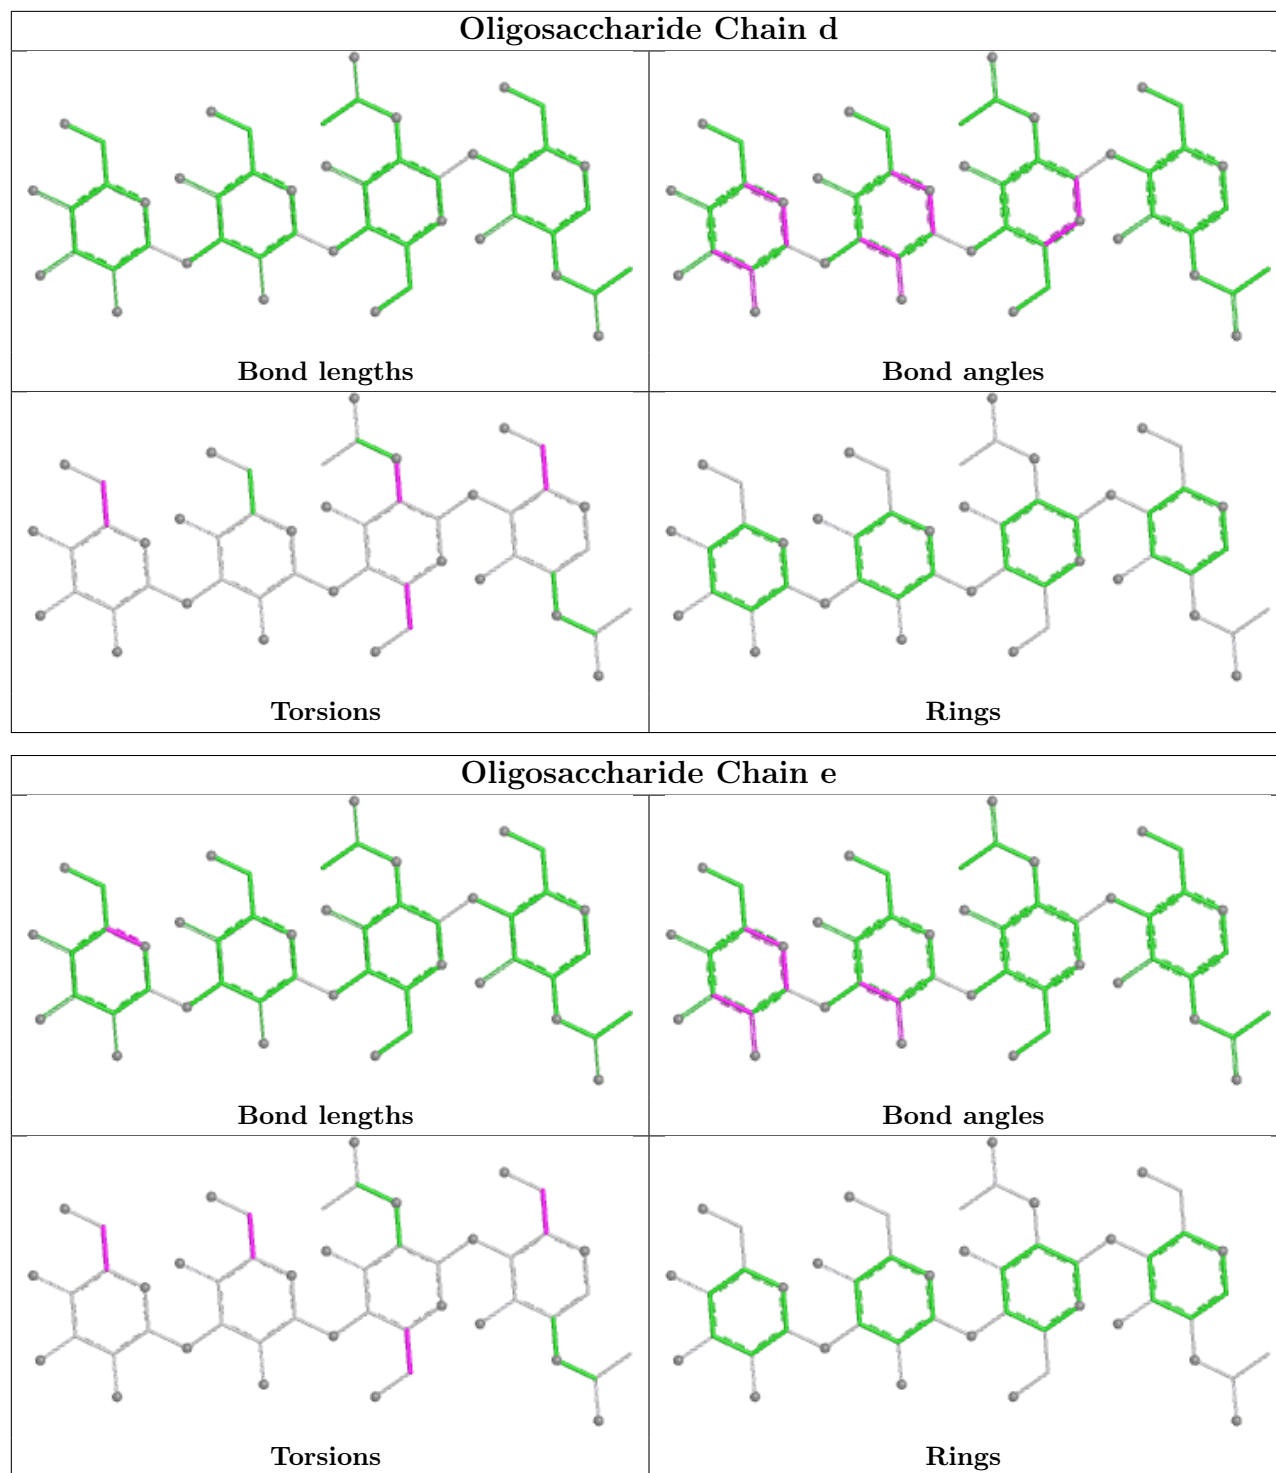 Oligosaccharide Chain d
Bond lengths
Bond angles
Torsions
Rings
Oligosaccharide Chain e
Bond lengths
Bond angles
Torsions
Rings